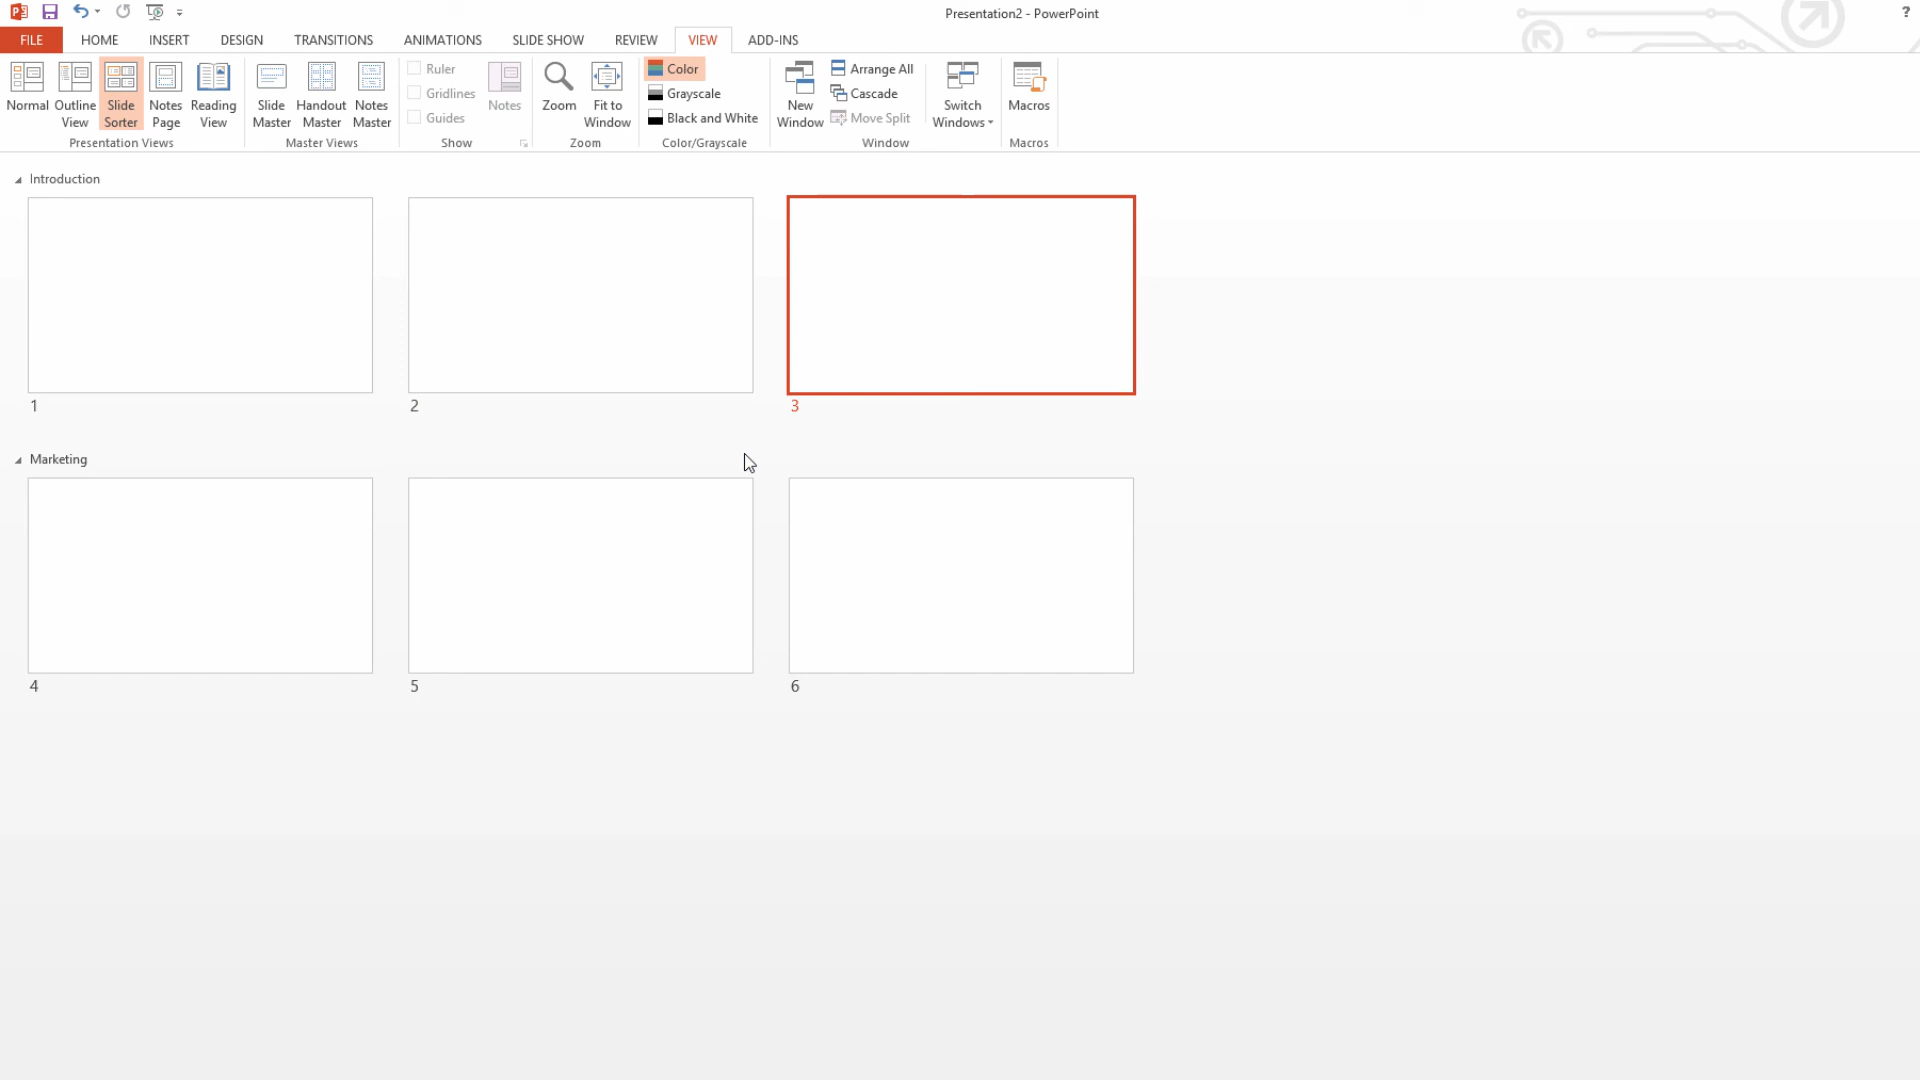 Presentation2 - PowerPoint
?
FILE HOME INSERT DESIGN TRANSITIONS ANIMATIONS SLIDE SHOW REVIEW VIEW ADD-INS
Normal
Outline
View
Slide
Sorter
Notes
Page
Reading
View
Presentation Views
Slide
Master
Handout
Master
Notes
Master
Master Views
Ruler
Gridlines
Guides
Notes
Show
Zoom
Fit to
Window
Zoom
Color
Grayscale
Black and White
Color/Grayscale
New
Window
Arrange All
Cascade
Move Split
Switch
Windows
Window
Macros
Macros
Introduction
1
2
3
Marketing
4
5
6